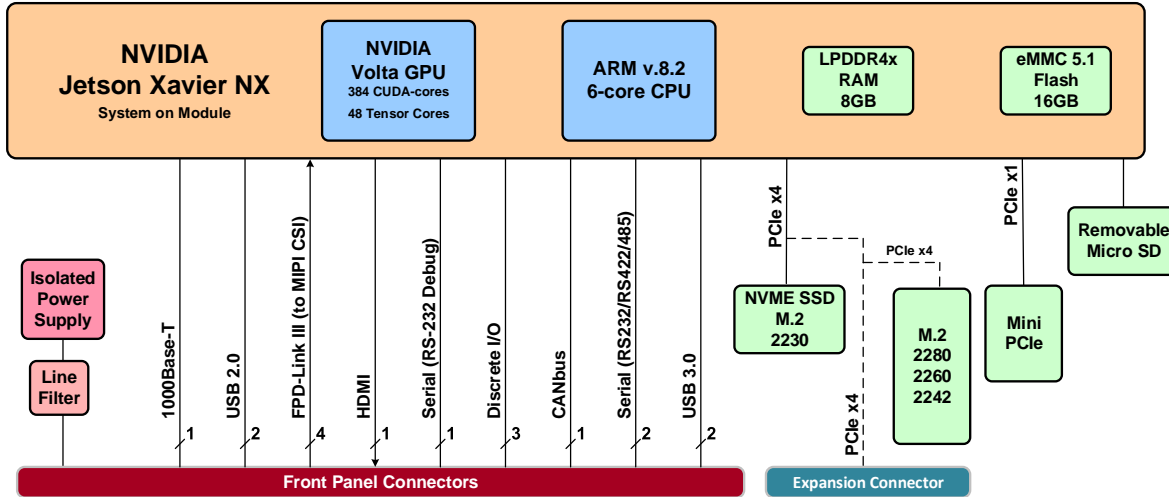 NVIDIA
Jetson Xavier NX
System on Module
NVIDIA
Volta GPU
384 CUDA-cores
48 Tensor Cores
ARM v.8.2
6-core CPU
LPDDR4x
RAM
8GB
eMMC 5.1
Flash
16GB
Isolated
Power
Supply
Line
Filter
1000Base-T
1
USB 2.0
2
FPD-Link III (to MIPI CSI)
4
HDMI
1
Serial (RS-232 Debug)
1
Discrete I/O
3
CANbus
1
Serial (RS232/RS422/485)
2
USB 3.0
2
PCIe x4
NVME SSD
M.2
2230
PCIe x4
M.2
2280
2260
2242
PCIe x4
PCIe x1
Mini
PCIe
Removable
Micro SD
Front Panel Connectors
Expansion Connector